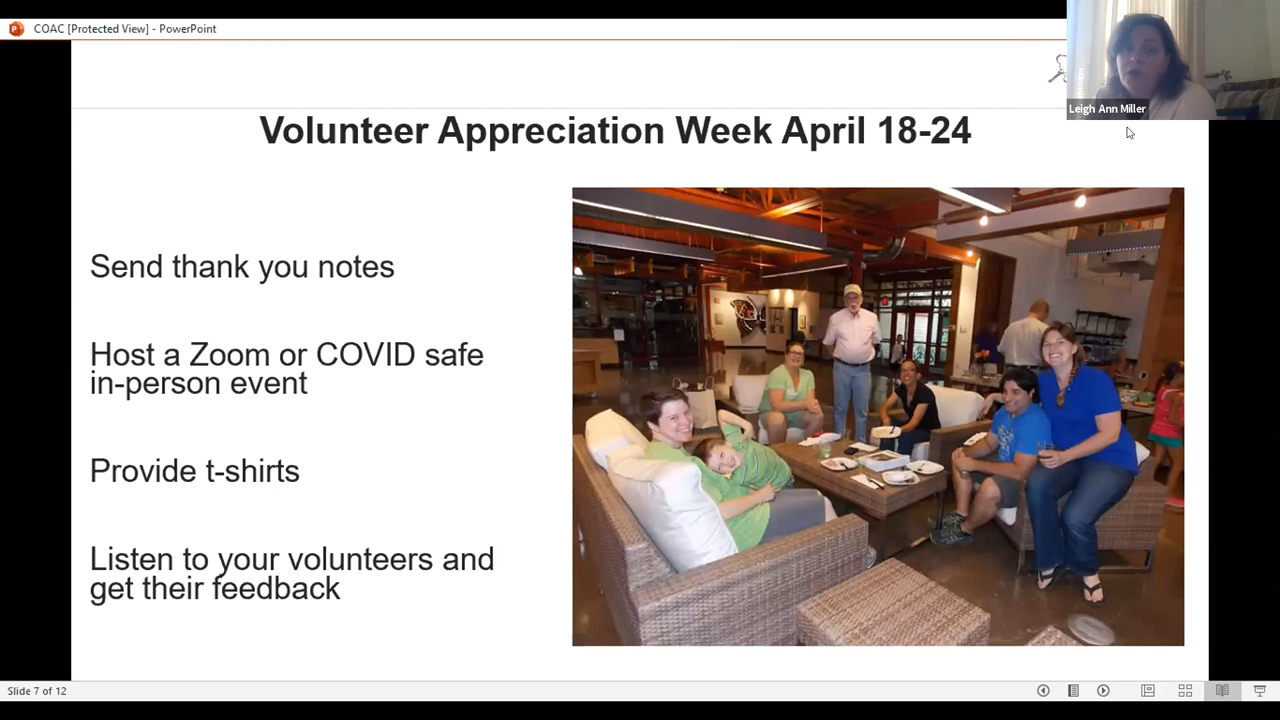 COAC [Protected View] - PowerPoint
Leigh Ann Miller
Volunteer Appreciation Week April 18-24
Send thank you notes
Host a Zoom or COVID safe
in-person event
Provide t-shirts
Listen to your volunteers and
get their feedback
Slide 7 of 12